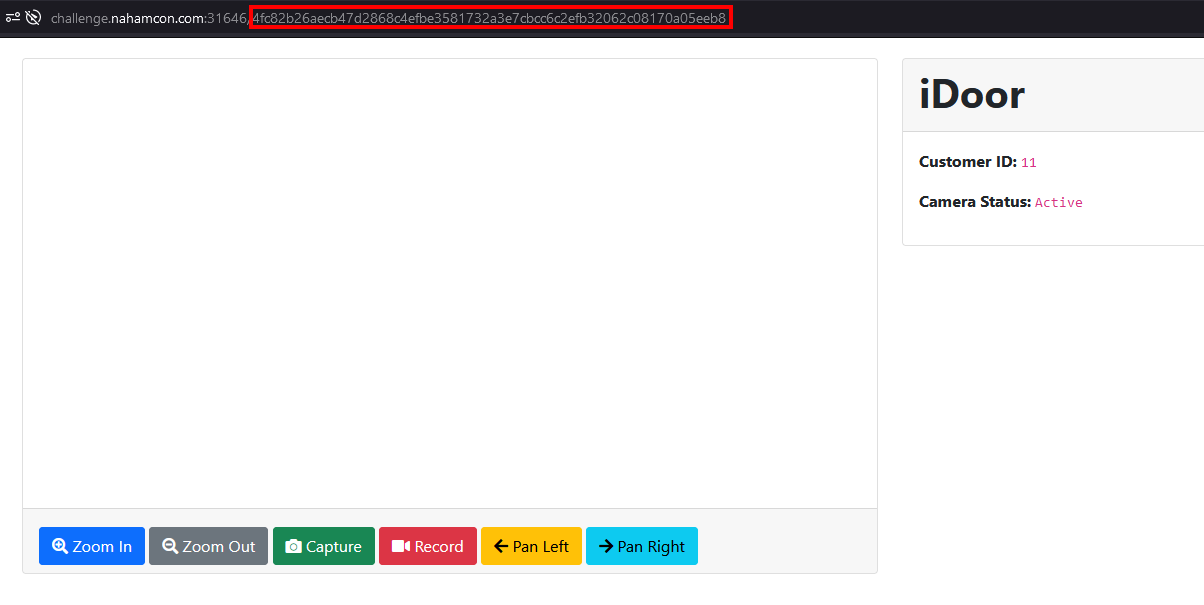 challenge.nahamcon.com:31646/4fc82b26aecb47d2868c4efbe3581732a3e7cbcc6c2efb32062c08170a05eeb8
iDoor
Customer ID: 11
Camera Status: Active
Zoom In Zoom Out Capture Record Pan Left Pan Right